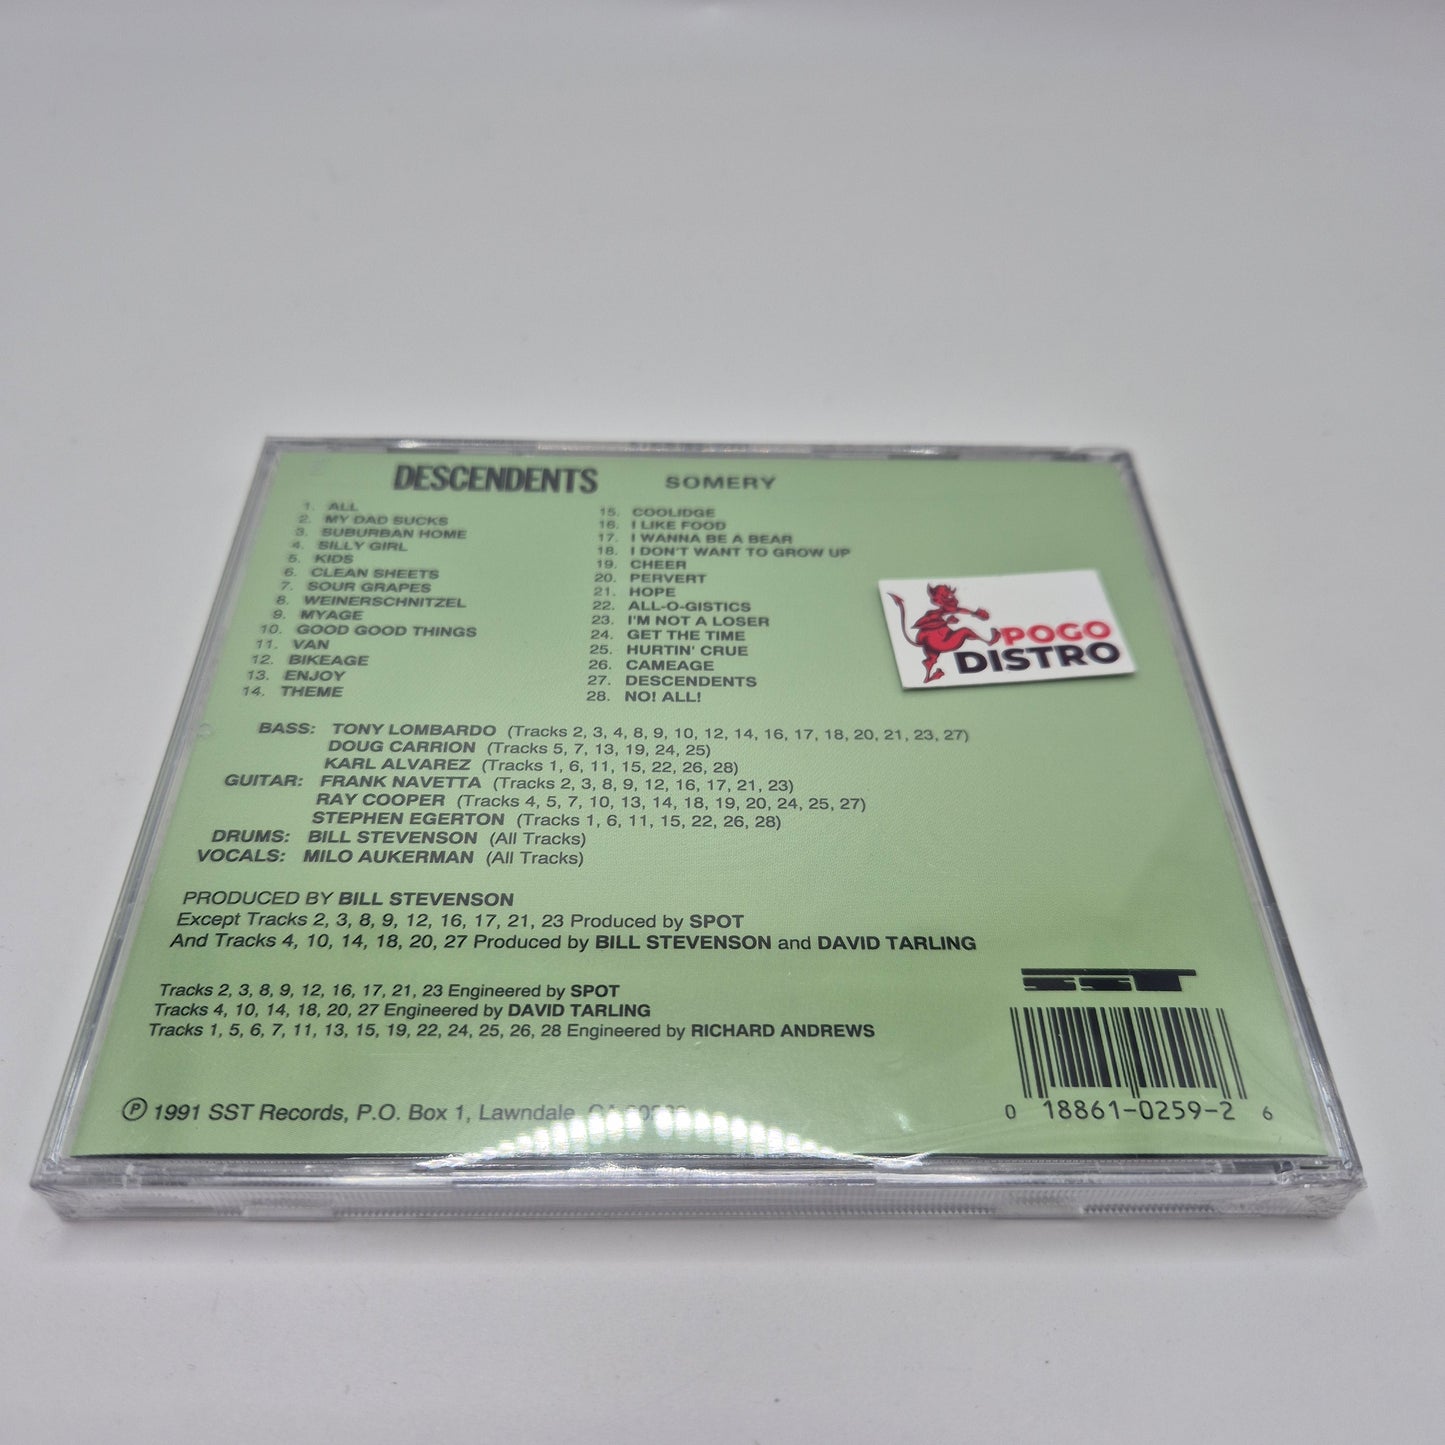 DESCENDENTS SOMERY
1. ALL
2. MY DAD SUCKS
3. SUBURBAN HOME
4. SILLY GIRL
5. KIDS
6. CLEAN SHEETS
7. SOUR GRAPES
8. WEINERSCHNITZEL
9. MYAGE
10. GOOD GOOD THINGS
11. VAN
12. BIKEAGE
13. ENJOY
14. THEME
15. COOLIDGE
16. I LIKE FOOD
17. I WANNA BE A BEAR
18. I DON'T WANT TO GROW UP
19. CHEER
20. PERVERT
21. HOPE
22. ALL-O-GISTICS
23. I'M NOT A LOSER
24. GET THE TIME
25. HURTIN' CRUE
26. CAMEAGE
27. DESCENDENTS
28. NO! ALL!
POGO
DISTRO
BASS: TONY LOMBARDO (Tracks 2, 3, 4, 8, 9, 10, 12, 14, 16, 17, 18, 20, 21, 23, 27)
DOUG CARRION (Tracks 5, 7, 13, 19, 24, 25)
KARL ALVAREZ (Tracks 1, 6, 11, 15, 22, 26, 28)
GUITAR: FRANK NAVETTA (Tracks 2, 3, 8, 9, 12, 16, 17, 21, 23)
RAY COOPER (Tracks 4, 5, 7, 10, 13, 14, 18, 19, 20, 24, 25, 27)
STEPHEN EGERTON (Tracks 1, 6, 11, 15, 22, 26, 28)
DRUMS: BILL STEVENSON (All Tracks)
VOCALS: MILO AUKERMAN (All Tracks)
PRODUCED BY BILL STEVENSON
Except Tracks 2, 3, 8, 9, 12, 16, 17, 21, 23 Produced by SPOT
And Tracks 4, 10, 14, 18, 20, 27 Produced by BILL STEVENSON and DAVID TARLING
Tracks 2, 3, 8, 9, 12, 16, 17, 21, 23 Engineered by SPOT
Tracks 4, 10, 14, 18, 20, 27 Engineered by DAVID TARLING
Tracks 1, 5, 6, 7, 11, 13, 15, 19, 22, 24, 25, 26, 28 Engineered by RICHARD ANDREWS
SST
℗ 1991 SST Records, P.O. Box 1, Lawndale, CA
0 18861-0259-2 6